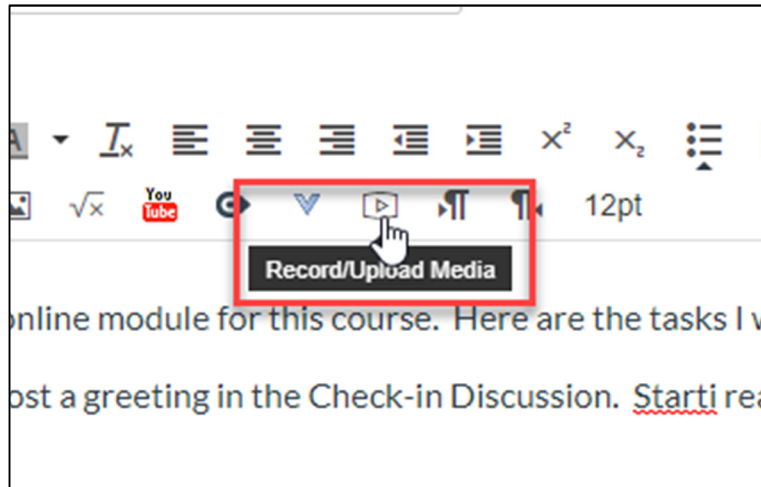 You
Tube
12pt
Record/Upload Media
online module for this course. Here are the tasks I
ost a greeting in the Check-in Discussion. Starti